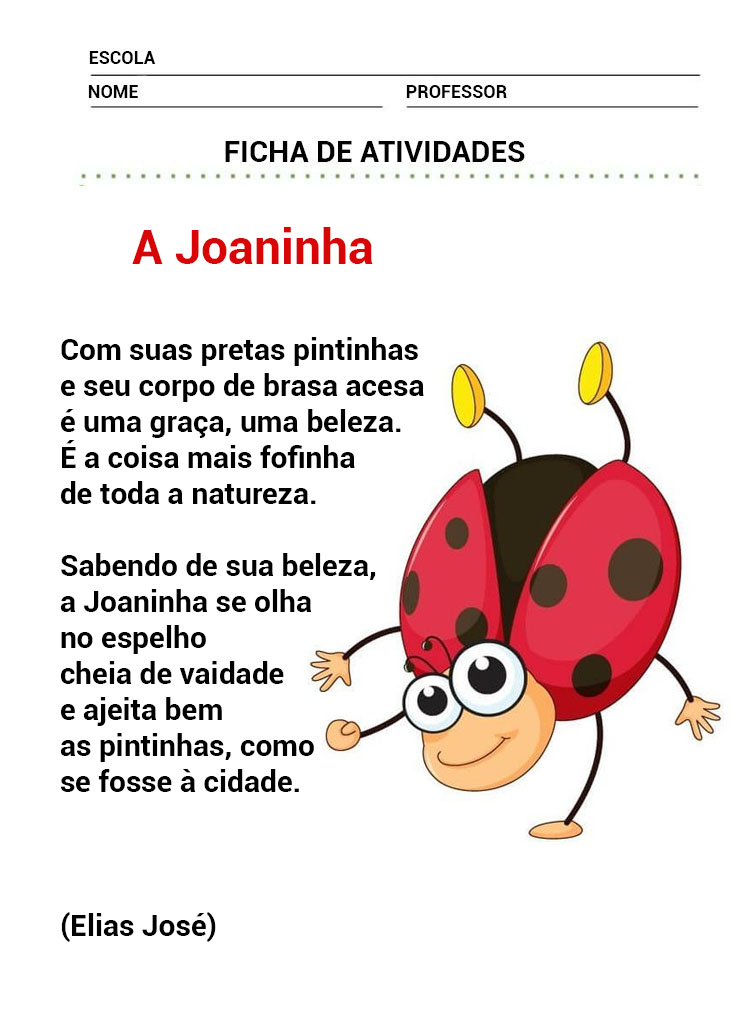 ESCOLA
NOME PROFESSOR
FICHA DE ATIVIDADES
A Joaninha
Com suas pretas pintinhas
e seu corpo de brasa acesa
é uma graça, uma beleza.
É a coisa mais fofinha
de toda a natureza.
Sabendo de sua beleza,
a Joaninha se olha
no espelho
cheia de vaidade
e ajeita bem
as pintinhas, como
se fosse à cidade.
(Elias José)